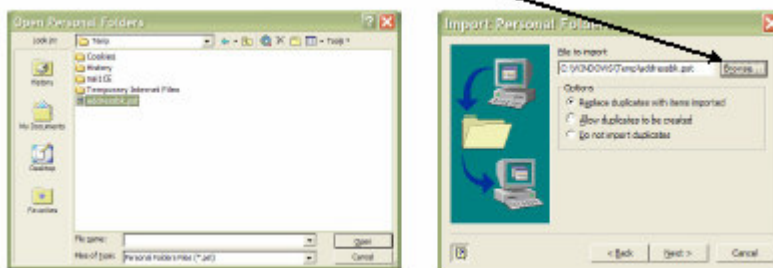 Open Personal Folders
Look in:
Temp
Tools
Cookies
History
Temporary Internet Files
addressbk.pst
History
My Documents
Desktop
Favorites
File name:
Open
Files of type:
Personal Folders Files (*.pst)
Cancel
Import Personal Folders
File to import:
C:\WINDOWS\Temp\addressbk.pst
Browse ...
Options
Replace duplicates with items imported
Allow duplicates to be created
Do not import duplicates
< Back
Next >
Cancel